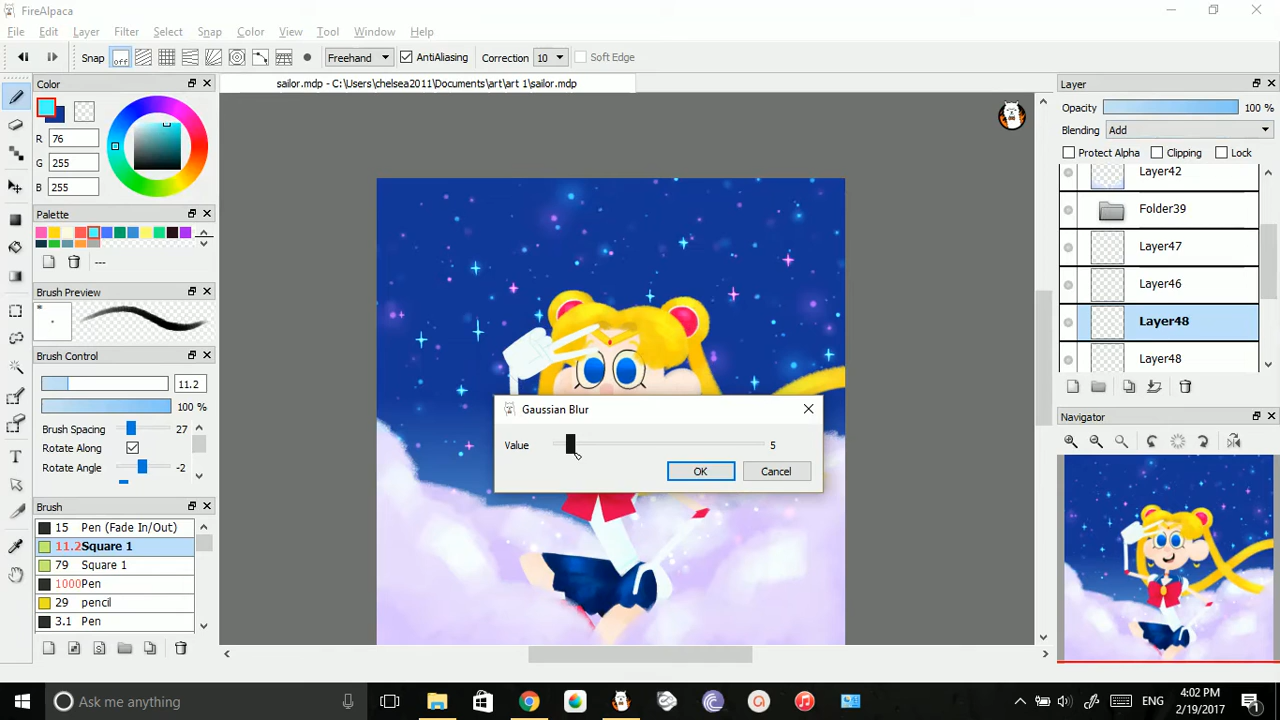 FireAlpaca
File Edit Layer Filter Select Snap Color View Tool Window Help
Snap off Freehand AntiAliasing Correction 10 Soft Edge
sailor.mdp - C:\Users\chelsea2011\Documents\art\art 1\sailor.mdp
Color
R 76
G 255
B 255
Palette
---
Brush Preview
Brush Control
11.2
100 %
Brush Spacing 27
Rotate Along
Rotate Angle -2
Brush
15 Pen (Fade In/Out)
11.2 Square 1
79 Square 1
1000 Pen
29 pencil
3.1 Pen
Gaussian Blur
Value 5
OK Cancel
Layer
Opacity 100 %
Blending Add
Protect Alpha Clipping Lock
Layer42
Folder39
Layer47
Layer46
Layer48
Layer48
Navigator
Ask me anything
ENG
4:02 PM
2/19/2017